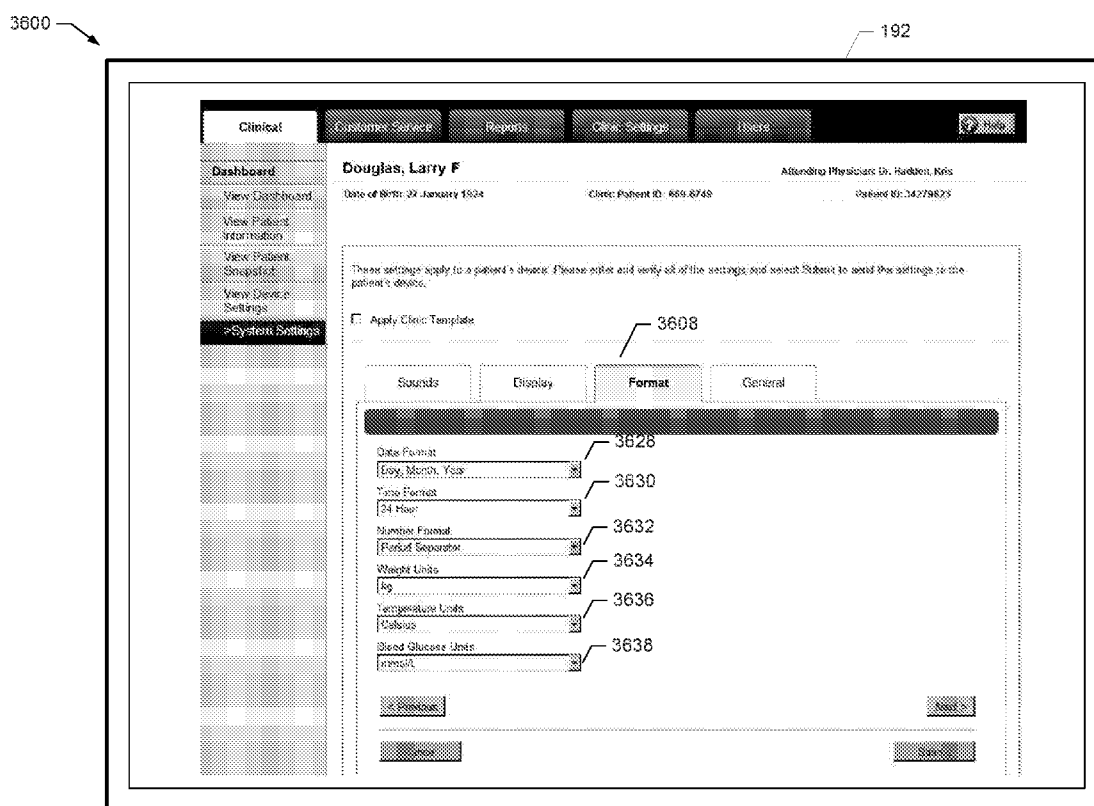 3600
192
Clinical
Customer Service
Reports
Clinic Settings
Users
? Help
Dashboard
View Dashboard
View Patient
Information
View Patient
Snapshot
View Device
Settings
>System Settings
Douglas, Larry F
Attending Physician: Dr. Hadden, Kris
Date of Birth: 27 January 1924
Clinic Patient ID: 669-6749
Patient ID: 34279623
These settings apply to a patient's device. Please enter and verify all of the settings and select Submit to send the settings to the
patient's device.
Apply Clinic Template
3608
Sounds
Display
Format
General
Date Format
3628
Day, Month, Year
Time Format
3630
24 Hour
Number Format
3632
Period Separator
Weight Units
3634
kg
Temperature Units
3636
Celsius
Blood Glucose Units
3638
mmol/L
< Previous
Next >